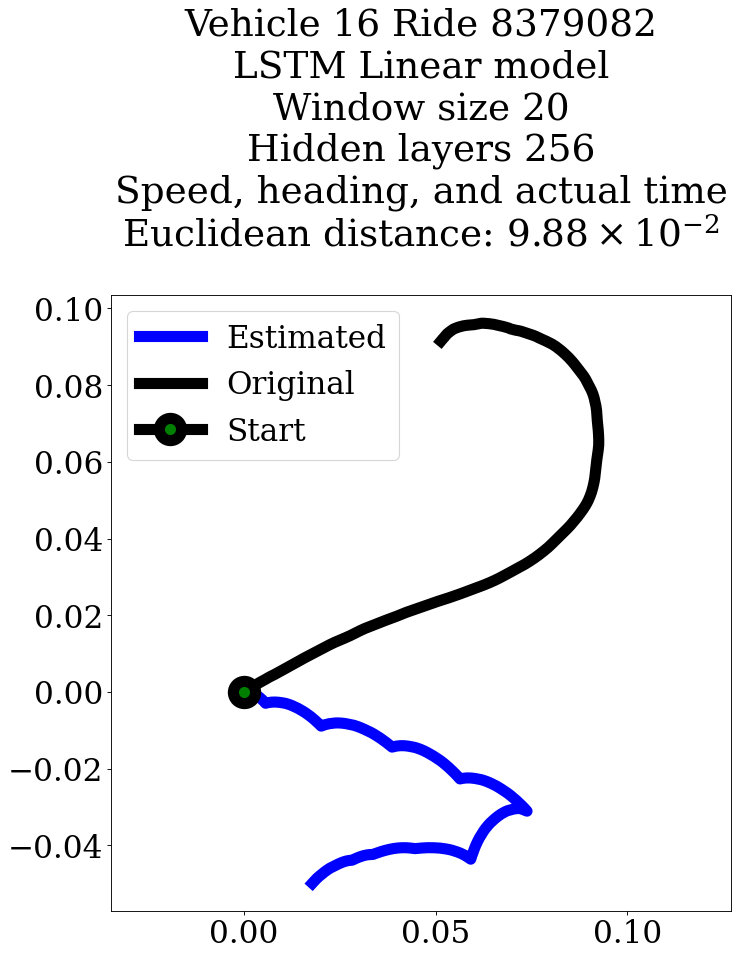 Vehicle 16 Ride 8379082
LSTM Linear model
Window size 20
Hidden layers 256
Speed, heading, and actual time
Euclidean distance: 9.88 × 10⁻²
Estimated
Original
Start
0.10
0.08
0.06
0.04
0.02
0.00
−0.02
−0.04
0.00 0.05 0.10